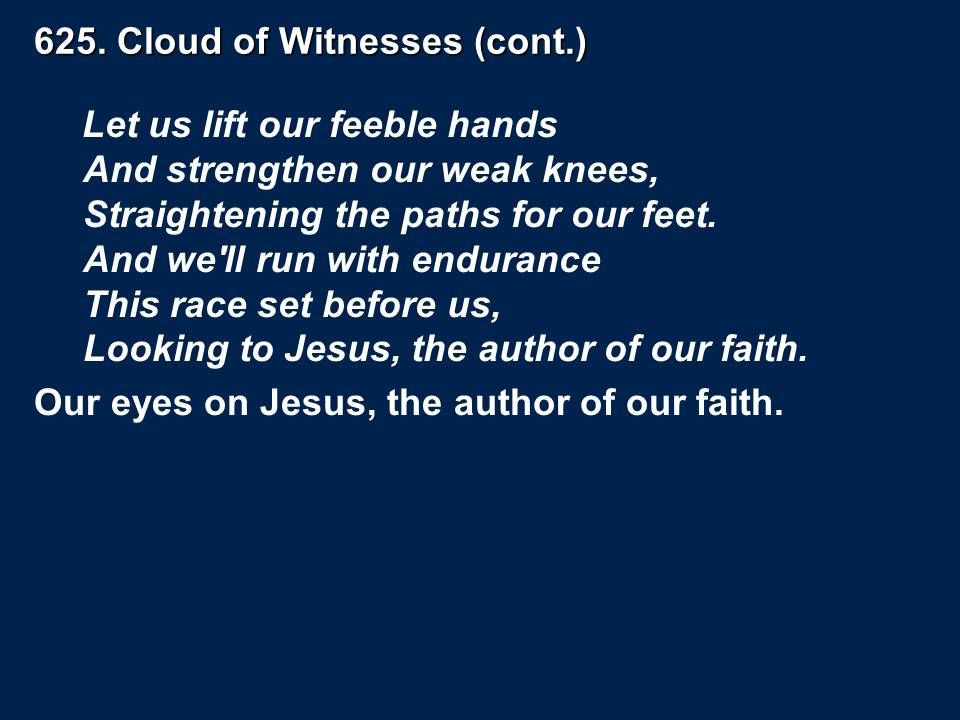 625. Cloud of Witnesses (cont.)
Let us lift our feeble hands
And strengthen our weak knees,
Straightening the paths for our feet.
And we'll run with endurance
This race set before us,
Looking to Jesus, the author of our faith.
Our eyes on Jesus, the author of our faith.